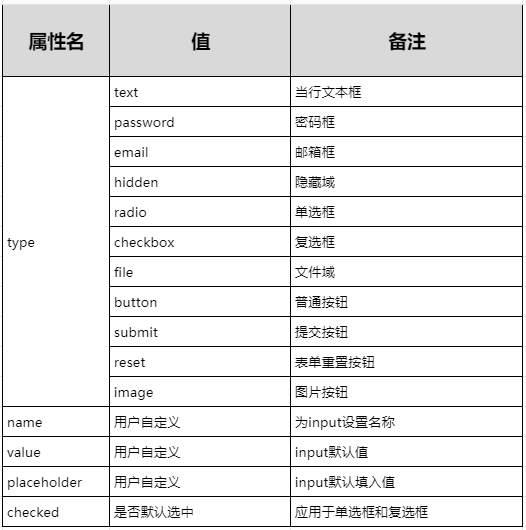 属性名 值 备注
text 当行文本框
password 密码框
email 邮箱框
hidden 隐藏域
radio 单选框
type checkbox 复选框
file 文件域
button 普通按钮
submit 提交按钮
reset 表单重置按钮
image 图片按钮
name 用户自定义 为input设置名称
value 用户自定义 input默认值
placeholder 用户自定义 input默认填入值
checked 是否默认选中 应用于单选框和复选框